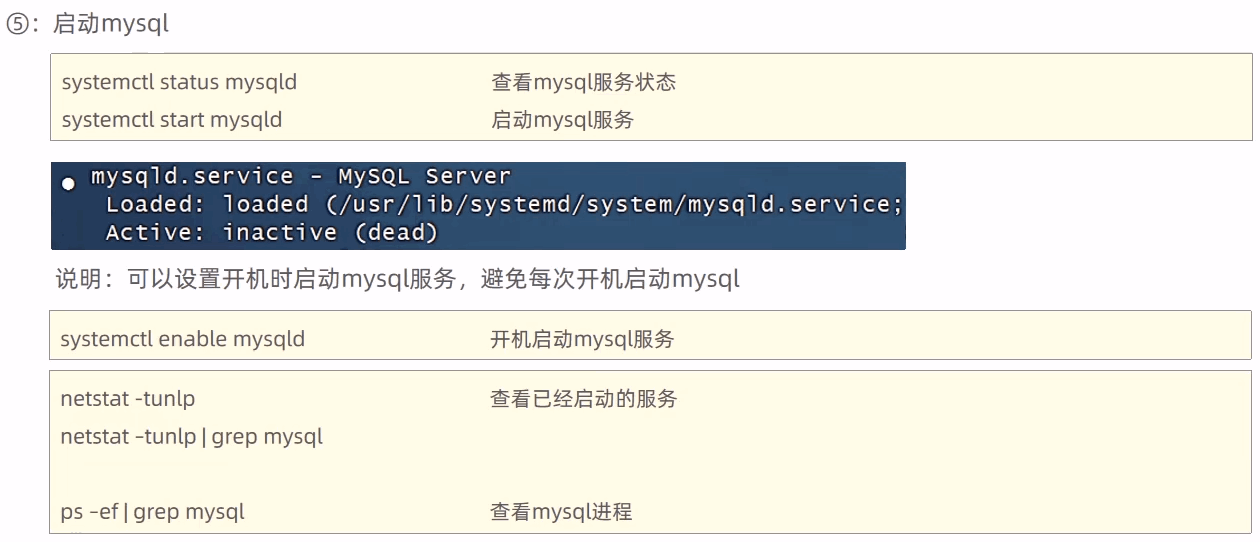 ⑤：启动mysql
systemctl status mysqld 查看mysql服务状态
systemctl start mysqld 启动mysql服务
● mysqld.service - MySQL Server
Loaded: loaded (/usr/lib/systemd/system/mysqld.service;
Active: inactive (dead)
说明：可以设置开机时启动mysql服务，避免每次开机启动mysql
systemctl enable mysqld 开机启动mysql服务
netstat -tunlp 查看已经启动的服务
netstat –tunlp | grep mysql
ps –ef | grep mysql 查看mysql进程